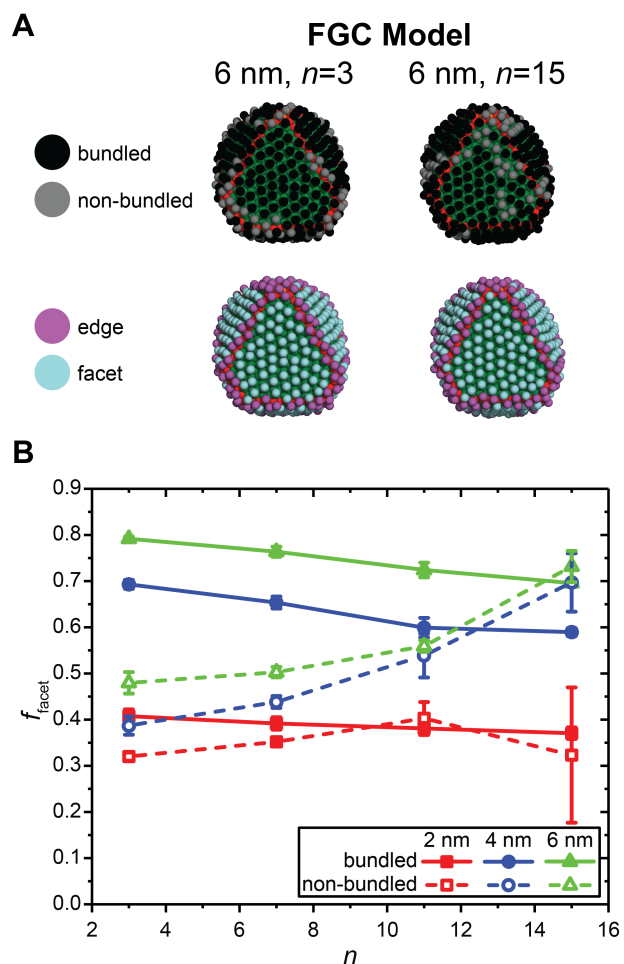 A
FGC Model
6 nm, n=3
6 nm, n=15
bundled
non-bundled
edge
facet
B
0.9
0.8
0.7
0.6
0.5
0.4
0.3
0.2
0.1
0.0
f_facet
2 4 6 8 10 12 14 16
n
2 nm 4 nm 6 nm
bundled
non-bundled